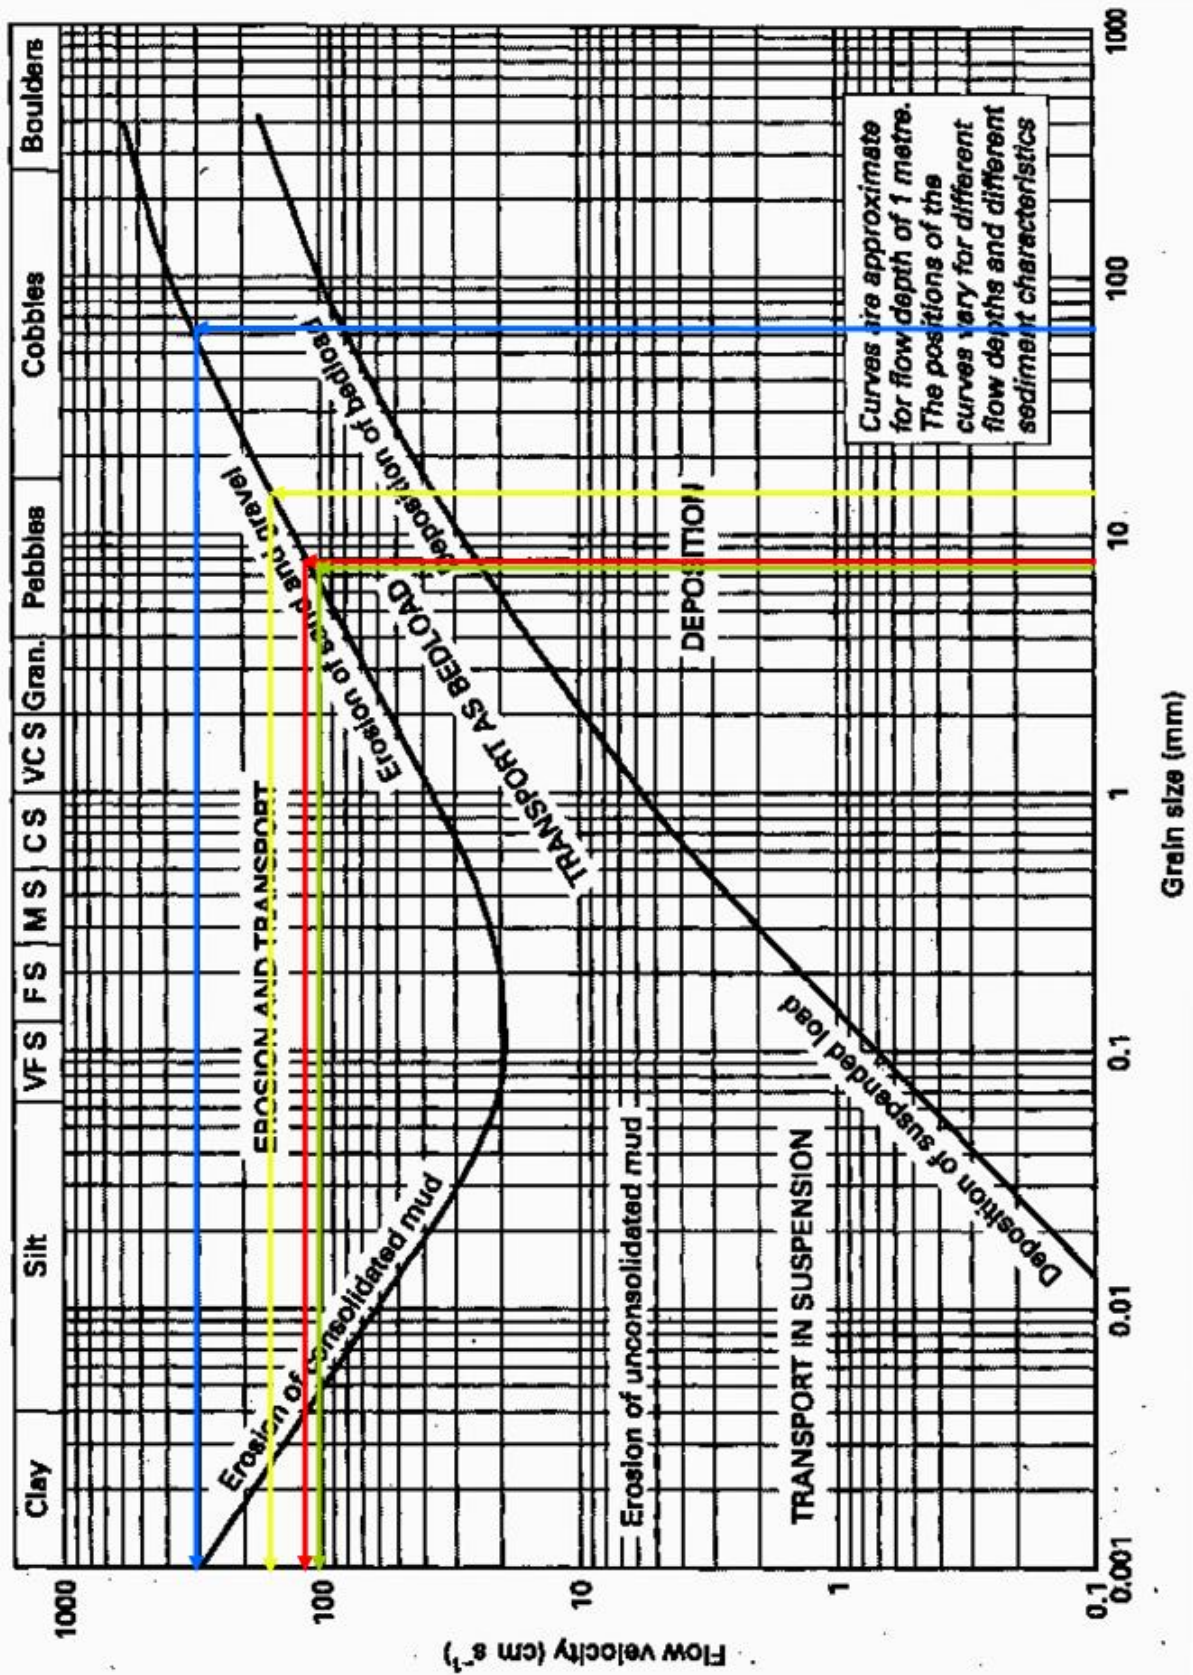 Clay
Silt
VF S
F S
M S
C S
VC S
Gran.
Pebbles
Cobbles
Boulders
1000
100
10
1
0.1
Flow velocity (cm s⁻¹)
EROSION AND TRANSPORT
Erosion of consolidated mud
Erosion of sand and gravel
TRANSPORT AS BEDLOAD
Deposition of bedload
Erosion of unconsolidated mud
TRANSPORT IN SUSPENSION
Deposition of suspended load
DEPOSITION
Curves are approximate
for flow depth of 1 metre.
The positions of the
curves vary for different
flow depths and different
sediment characteristics
0.001
0.01
0.1
1
10
100
1000
Grain size (mm)